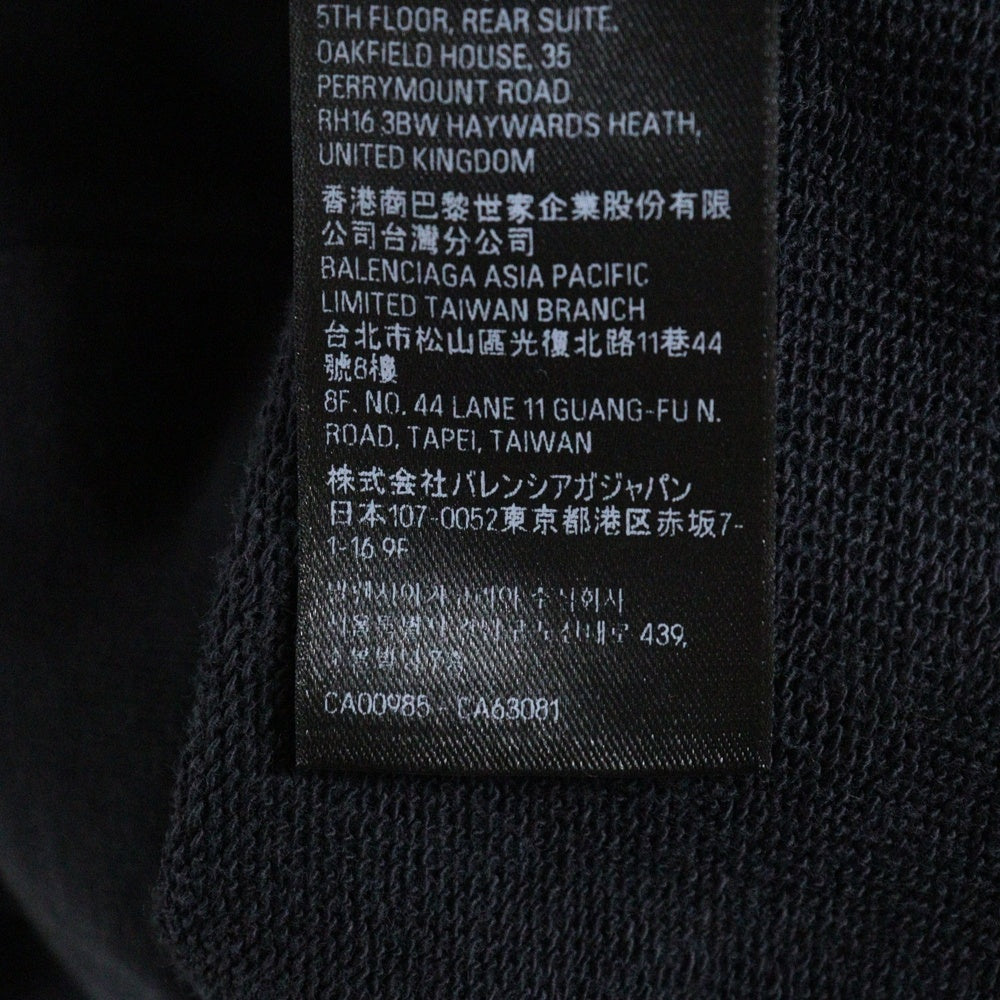 5TH FLOOR, REAR SUITE.
OAKFIELD HOUSE, 35
PERRYMOUNT ROAD
RH16 3BW HAYWARDS HEATH,
UNITED KINGDOM
香港商巴黎世家企業股份有限
公司台灣分公司
BALENCIAGA ASIA PACIFIC
LIMITED TAIWAN BRANCH
台北市松山區光復北路11巷44
號8樓
8F. NO. 44 LANE 11 GUANG-FU N.
ROAD, TAPEI, TAIWAN
株式会社バレンシアガジャパン
日本107-0052東京都港区赤坂7-
1-16 9F
주식회사
439,
CA00985 - CA63081